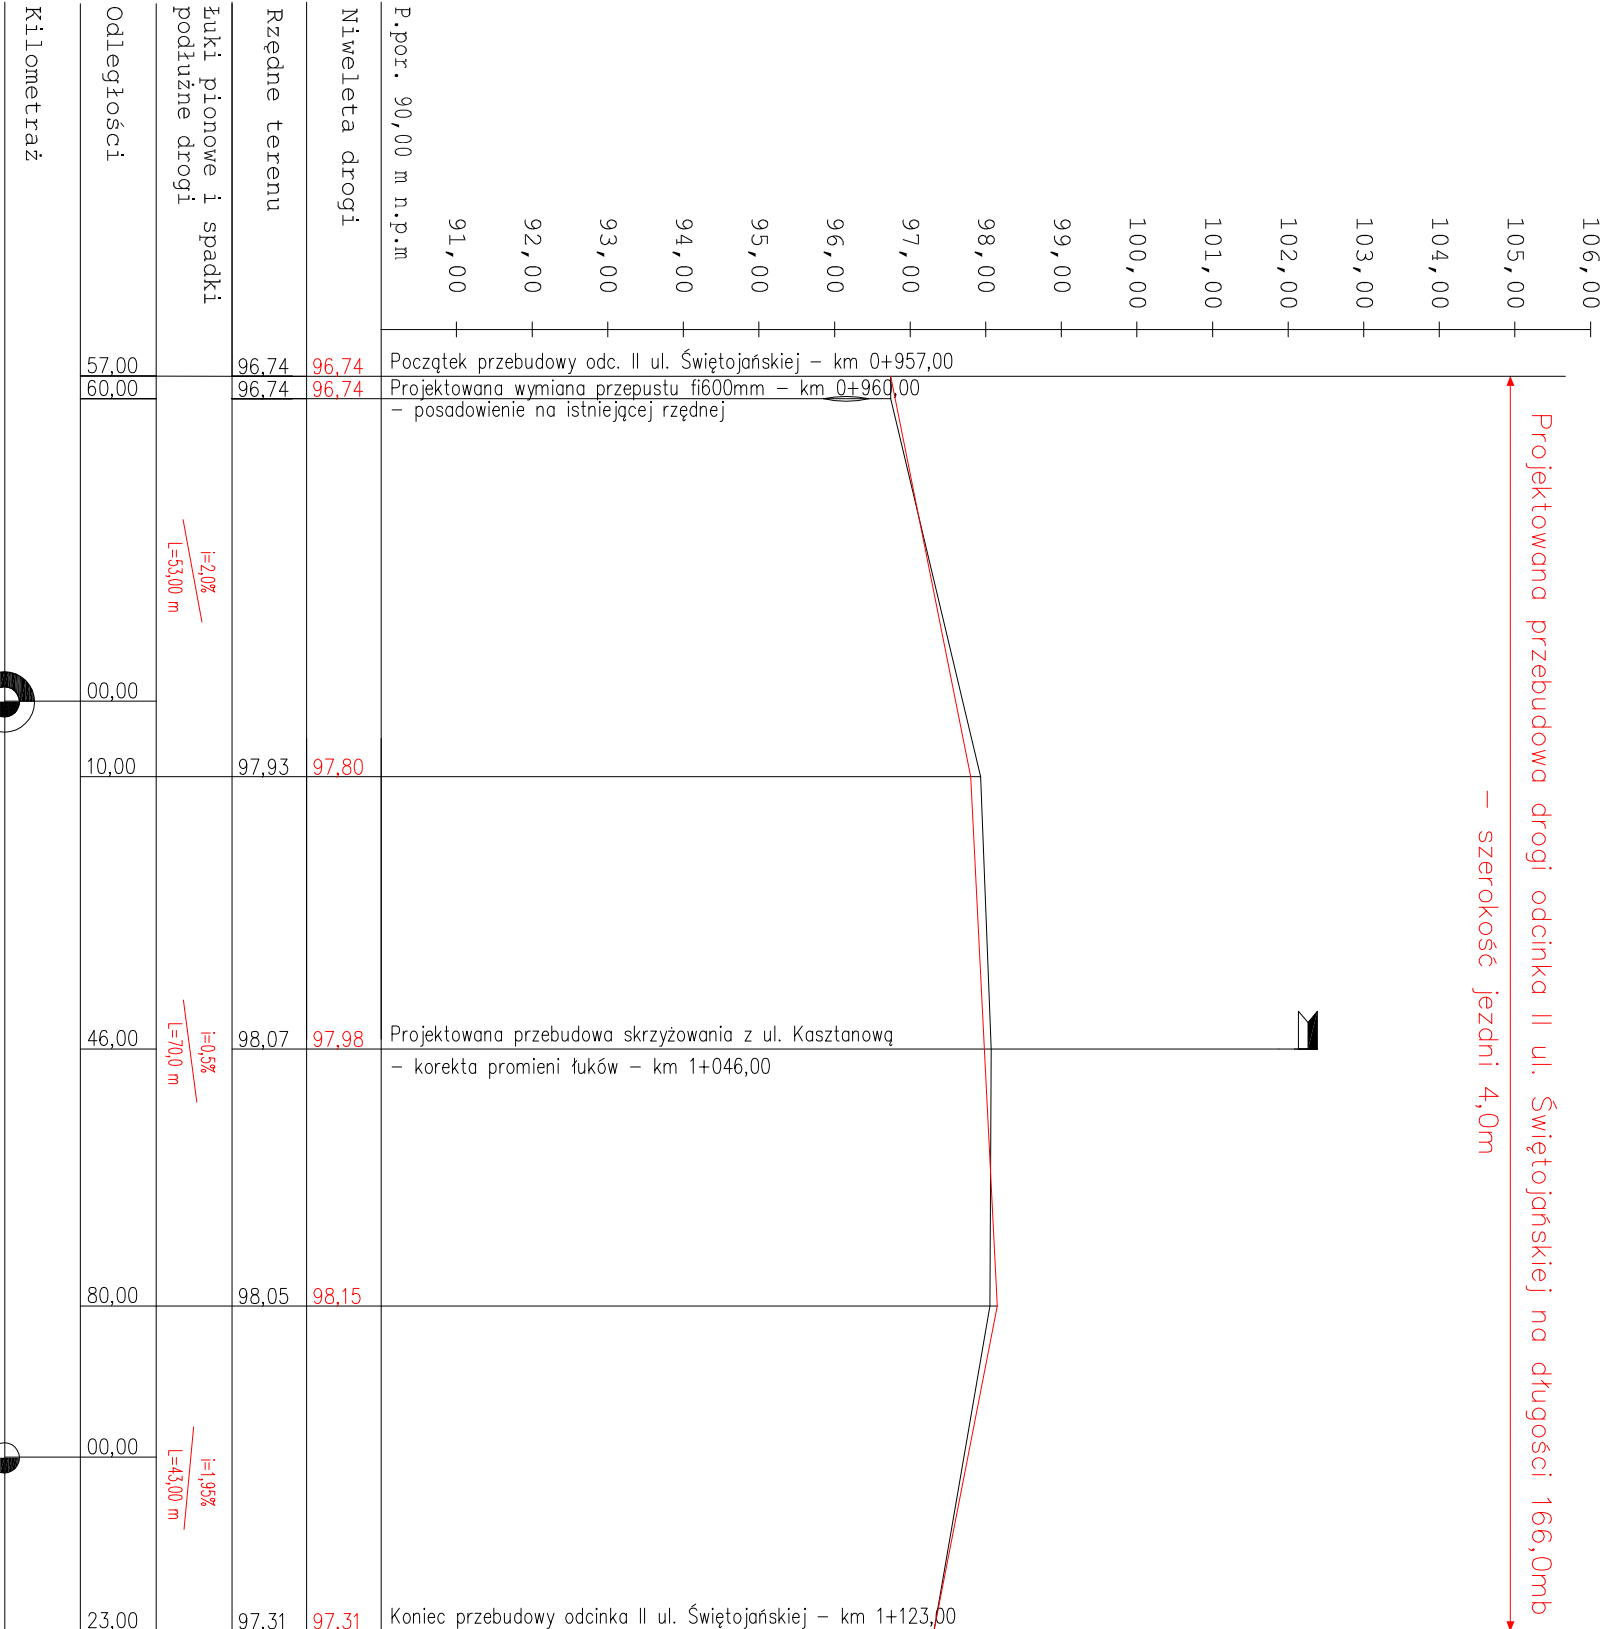 Projektowana przebudowa drogi odcinka II ul. Świętojańskiej na długości 166,0mb
– szerokość jezdni 4,0m
106,00
105,00
104,00
103,00
102,00
101,00
100,00
99,00
98,00
97,00
96,00
95,00
94,00
93,00
92,00
91,00
P.por. 90,00 m n.p.m
Początek przebudowy odc. II ul. Świętojańskiej – km 0+957,00
Projektowana wymiana przepustu fi600mm – km 0+960,00
– posadowienie na istniejącej rzędnej
Projektowana przebudowa skrzyżowania z ul. Kasztanową
– korekta promieni łuków – km 1+046,00
Koniec przebudowy odcinka II ul. Świętojańskiej – km 1+123,00
Niweleta drogi
96,74
96,74
97,80
97,98
98,15
97,31
Rzędne terenu
96,74
96,74
97,93
98,07
98,05
97,31
Łuki pionowe i spadki
podłużne drogi
i=2,0%
L=53,00 m
i=0,5%
L=70,0 m
i=1,95%
L=43,00 m
Odległości
57,00
60,00
00,00
10,00
46,00
80,00
00,00
23,00
Kilometraż